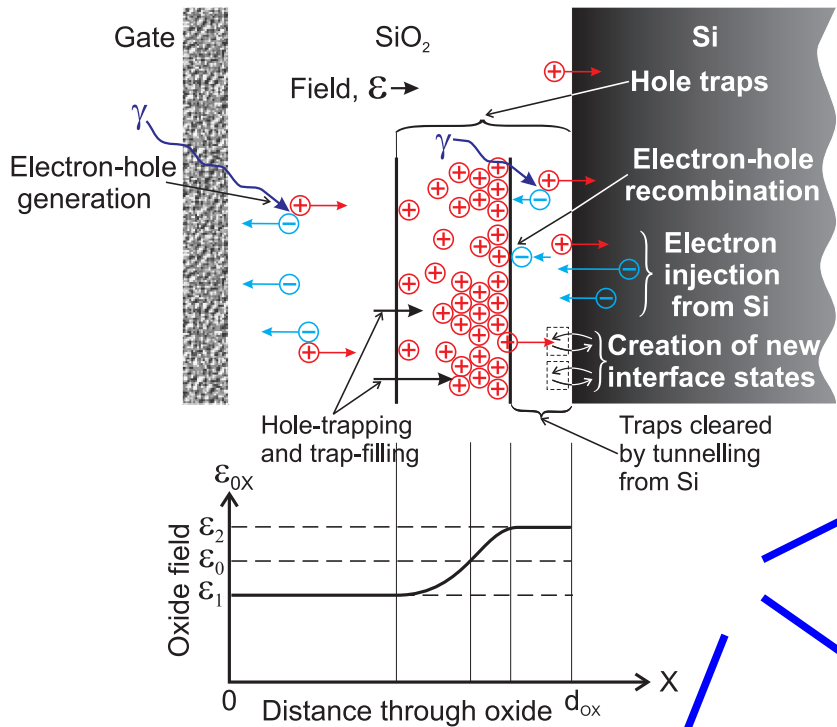 Gate
SiO₂
Si
Field, ε
Hole traps
γ
γ
Electron-hole
generation
Electron-hole
recombination
Electron
injection
from Si
Creation of new
interface states
Hole-trapping
and trap-filling
Traps cleared
by tunnelling
from Si
ε₀ₓ
Oxide field
ε₂
ε₀
ε₁
0
Distance through oxide
d₀ₓ
X